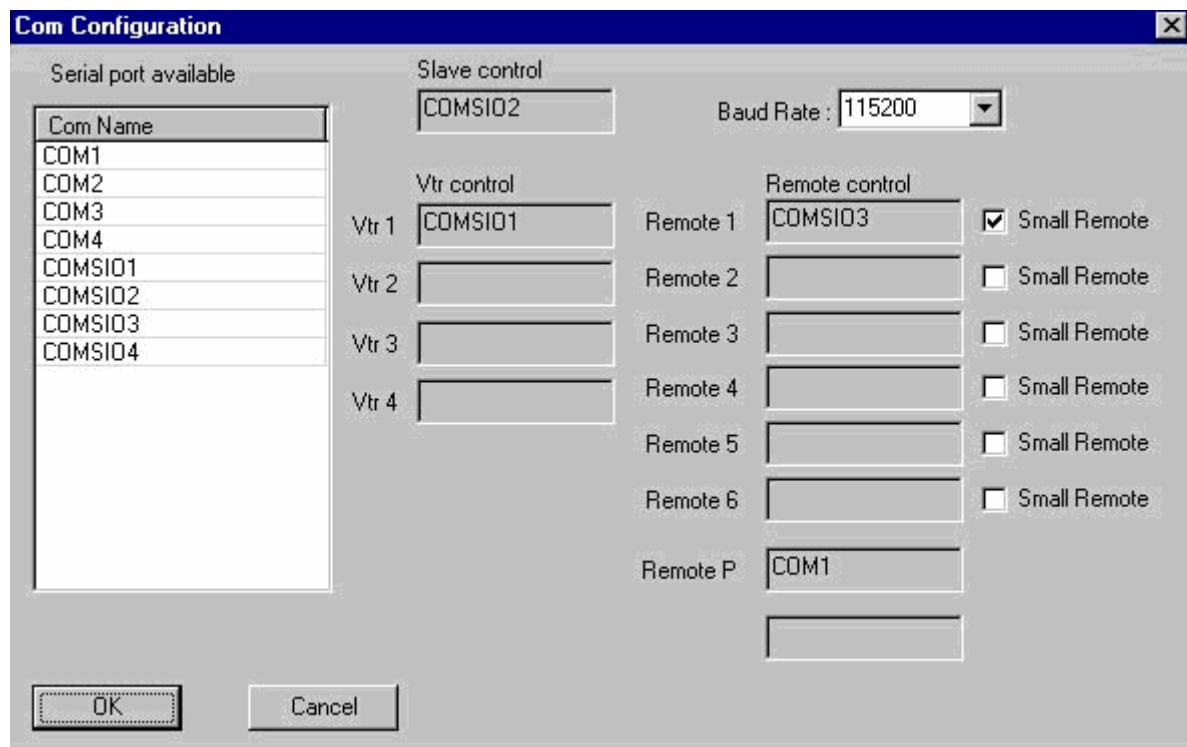 Com Configuration
Serial port available
Com Name
COM1
COM2
COM3
COM4
COMSIO1
COMSIO2
COMSIO3
COMSIO4
Slave control
COMSIO2
Baud Rate : 115200
Vtr control
Vtr 1 COMSIO1
Vtr 2
Vtr 3
Vtr 4
Remote control
Remote 1 COMSIO3 Small Remote
Remote 2 Small Remote
Remote 3 Small Remote
Remote 4 Small Remote
Remote 5 Small Remote
Remote 6 Small Remote
Remote P COM1
OK Cancel